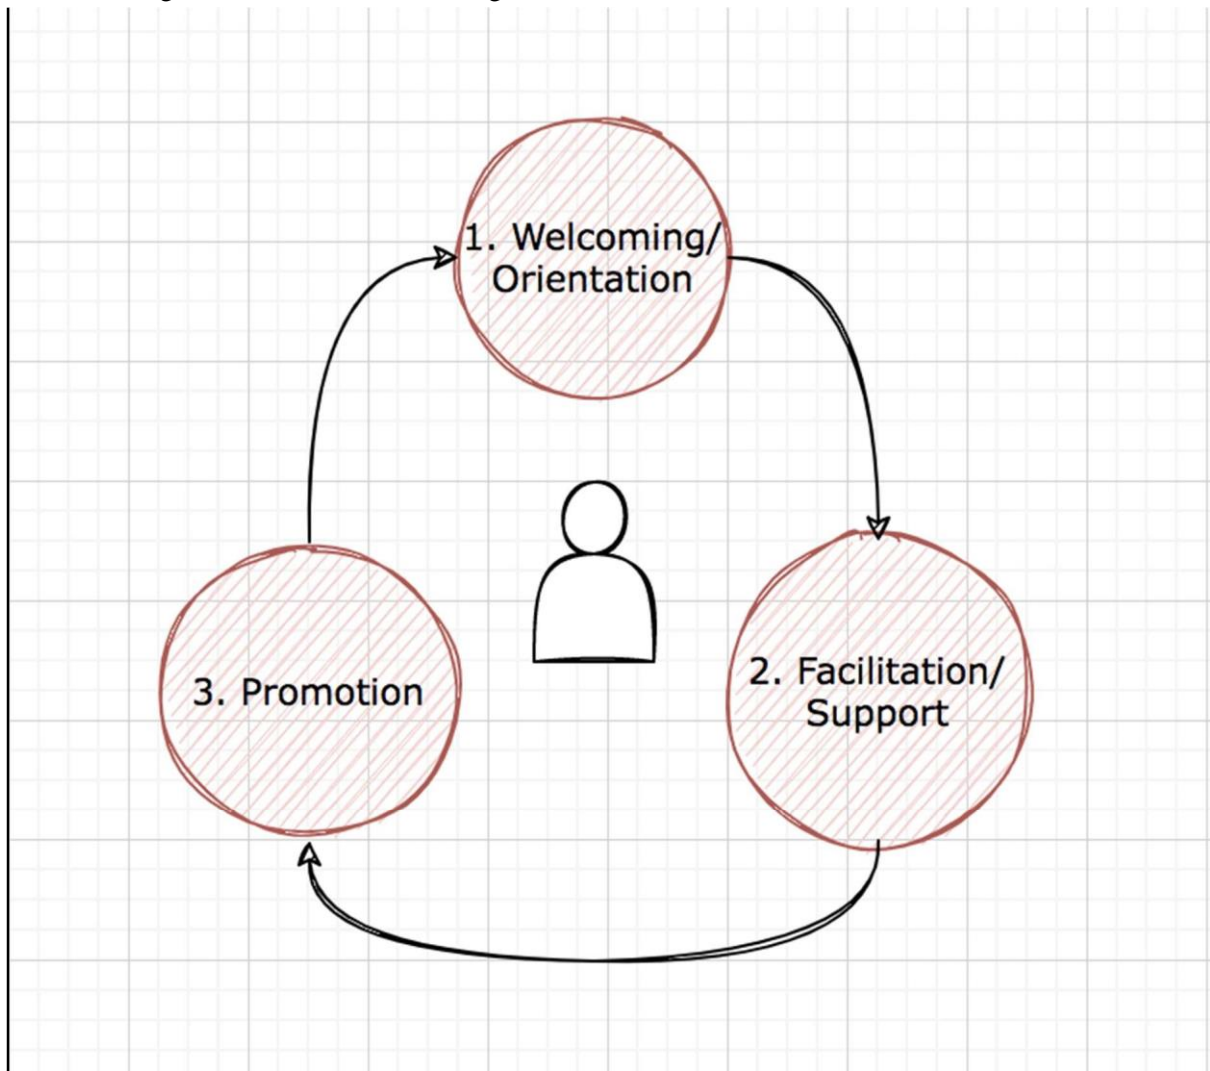 1. Welcoming/
Orientation
2. Facilitation/
Support
3. Promotion